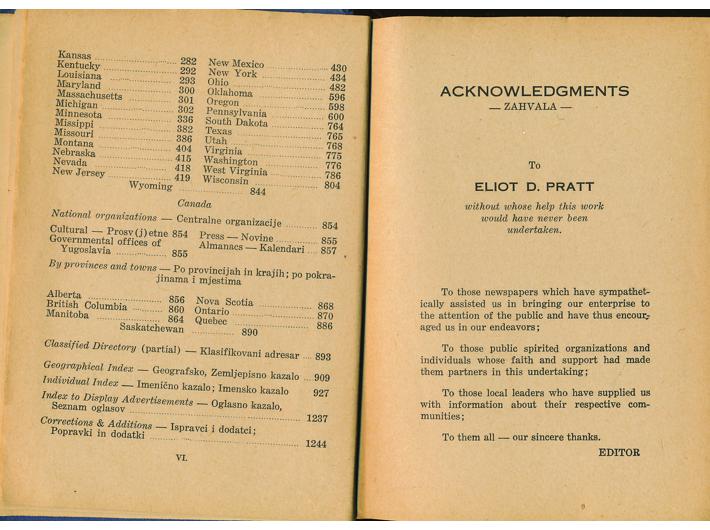 Kansas ........ 282
Kentucky ........ 292
Louisiana ........ 293
Maryland ........ 300
Massachusetts ........ 301
Michigan ........ 302
Minnesota ........ 336
Missippi ........ 382
Missouri ........ 386
Montana ........ 404
Nebraska ........ 415
Nevada ........ 418
New Jersey ........ 419
New Mexico ........ 430
New York ........ 434
Ohio ........ 482
Oklahoma ........ 596
Oregon ........ 598
Pennsylvania ........ 600
South Dakota ........ 764
Texas ........ 765
Utah ........ 768
Virginia ........ 775
Washington ........ 776
West Virginia ........ 786
Wisconsin ........ 804
Wyoming ........ 844
Canada
National organizations — Centralne organizacije ........ 854
Cultural — Prosv(j)etne 854
Governmental offices of
Yugoslavia ........ 855
Press — Novine ........ 855
Almanacs — Kalendari .. 857
By provinces and towns — Po provincijah in krajih; po pokra-
jinama i mjestima
Alberta ........ 856
British Columbia ........ 860
Manitoba ........ 864
Nova Scotia ........ 868
Ontario ........ 870
Quebec ........ 886
Saskatchewan ........ 890
Classified Directory (partial) — Klasifikovani adresar ... 893
Geographical Index — Geografsko, Zemljepisno kazalo ... 909
Individual Index — Imenično kazalo; Imensko kazalo 927
Index to Display Advertisements — Oglasno kazalo,
Seznam oglasov ........ 1237
Corrections & Additions — Ispravci i dodatci;
Popravki in dodatki ........ 1244
VI.
ACKNOWLEDGMENTS
— ZAHVALA —
To
ELIOT D. PRATT
without whose help this work
would have never been
undertaken.
To those newspapers which have sympathet-
ically assisted us in bringing our enterprise to
the attention of the public and have thus encour-
aged us in our endeavors;
To those public spirited organizations and
individuals whose faith and support had made
them partners in this undertaking;
To those local leaders who have supplied us
with information about their respective com-
munities;
To them all — our sincere thanks.
EDITOR